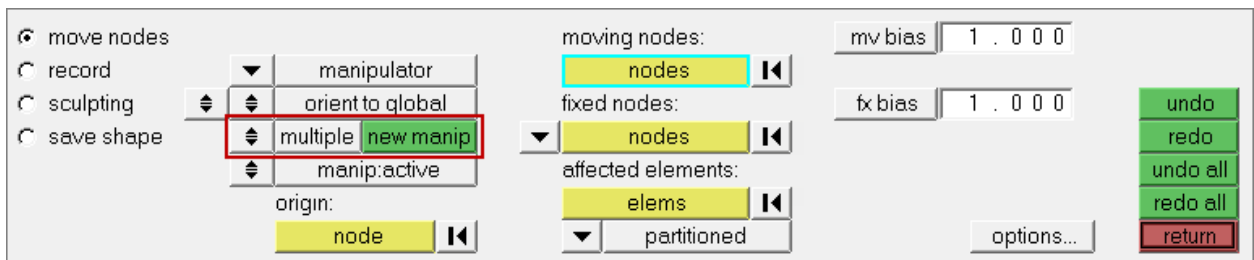 move nodes moving nodes: mv bias 1.000
record manipulator nodes
sculpting orient to global fixed nodes: fx bias 1.000 undo
save shape multiple new manip nodes redo
manip:active affected elements: undo all
origin: elems redo all
node partitioned options... return